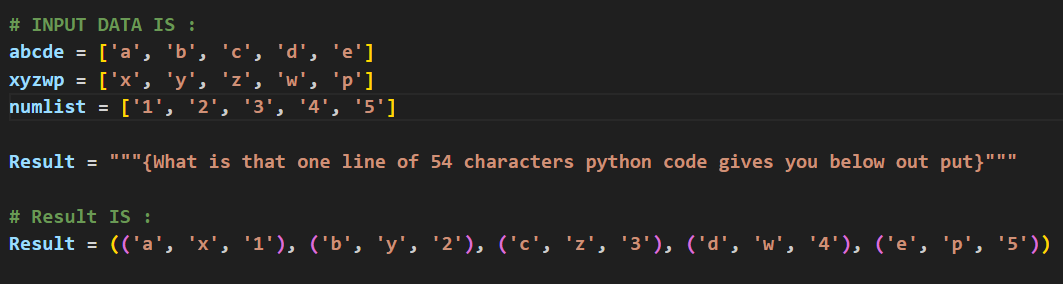 # INPUT DATA IS :
abcde = ['a', 'b', 'c', 'd', 'e']
xyzwp = ['x', 'y', 'z', 'w', 'p']
numlist = ['1', '2', '3', '4', '5']
Result = """{What is that one line of 54 characters python code gives you below out put}"""
# Result IS :
Result = (('a', 'x', '1'), ('b', 'y', '2'), ('c', 'z', '3'), ('d', 'w', '4'), ('e', 'p', '5'))